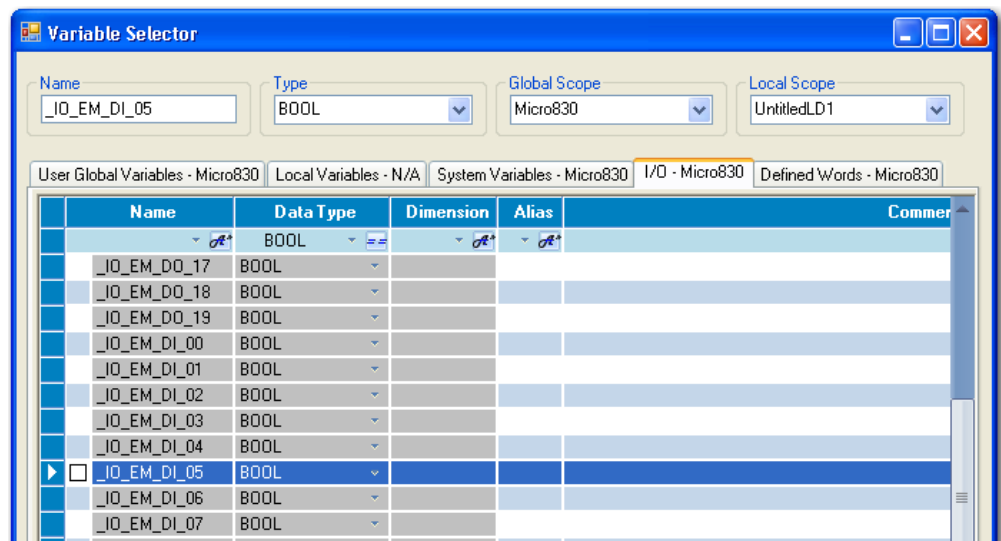 Variable Selector
Name Type Global Scope Local Scope
_IO_EM_DI_05 BOOL Micro830 UntitledLD1
User Global Variables - Micro830 Local Variables - N/A System Variables - Micro830 I/O - Micro830 Defined Words - Micro830
Name Data Type Dimension Alias Commer
BOOL ==
_IO_EM_DO_17 BOOL
_IO_EM_DO_18 BOOL
_IO_EM_DO_19 BOOL
_IO_EM_DI_00 BOOL
_IO_EM_DI_01 BOOL
_IO_EM_DI_02 BOOL
_IO_EM_DI_03 BOOL
_IO_EM_DI_04 BOOL
_IO_EM_DI_05 BOOL
_IO_EM_DI_06 BOOL
_IO_EM_DI_07 BOOL